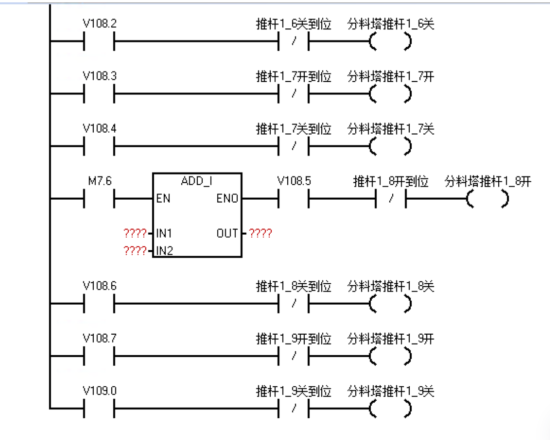 V108.2 推杆1_6关到位 分料塔推杆1_6关
V108.3 推杆1_7开到位 分料塔推杆1_7开
V108.4 推杆1_7关到位 分料塔推杆1_7关
M7.6 ADD_I V108.5 推杆1_8开到位 分料塔推杆1_8开
EN ENO
???? IN1 OUT ????
???? IN2
V108.6 推杆1_8关到位 分料塔推杆1_8关
V108.7 推杆1_9开到位 分料塔推杆1_9开
V109.0 推杆1_9关到位 分料塔推杆1_9关